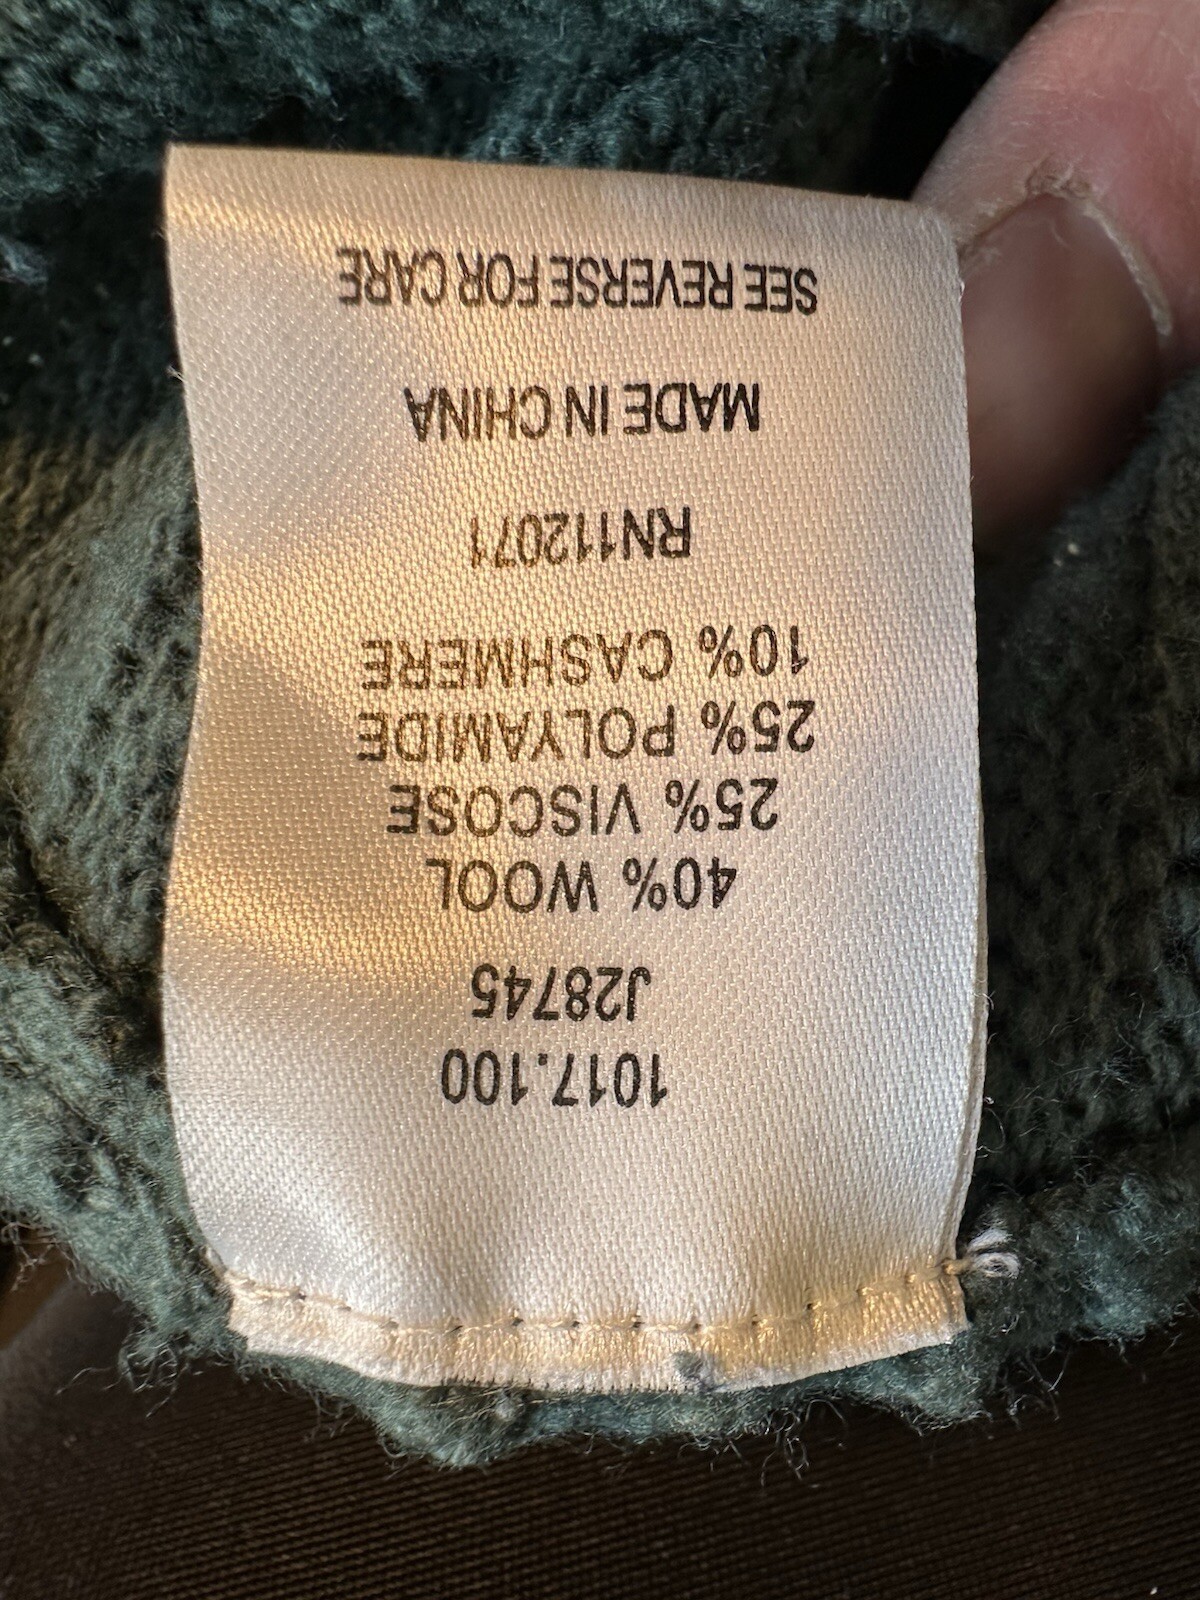 1017.100
J28745
40% WOOL
25% VISCOSE
25% POLYAMIDE
10% CASHMERE
RN112071
MADE IN CHINA
SEE REVERSE FOR CARE